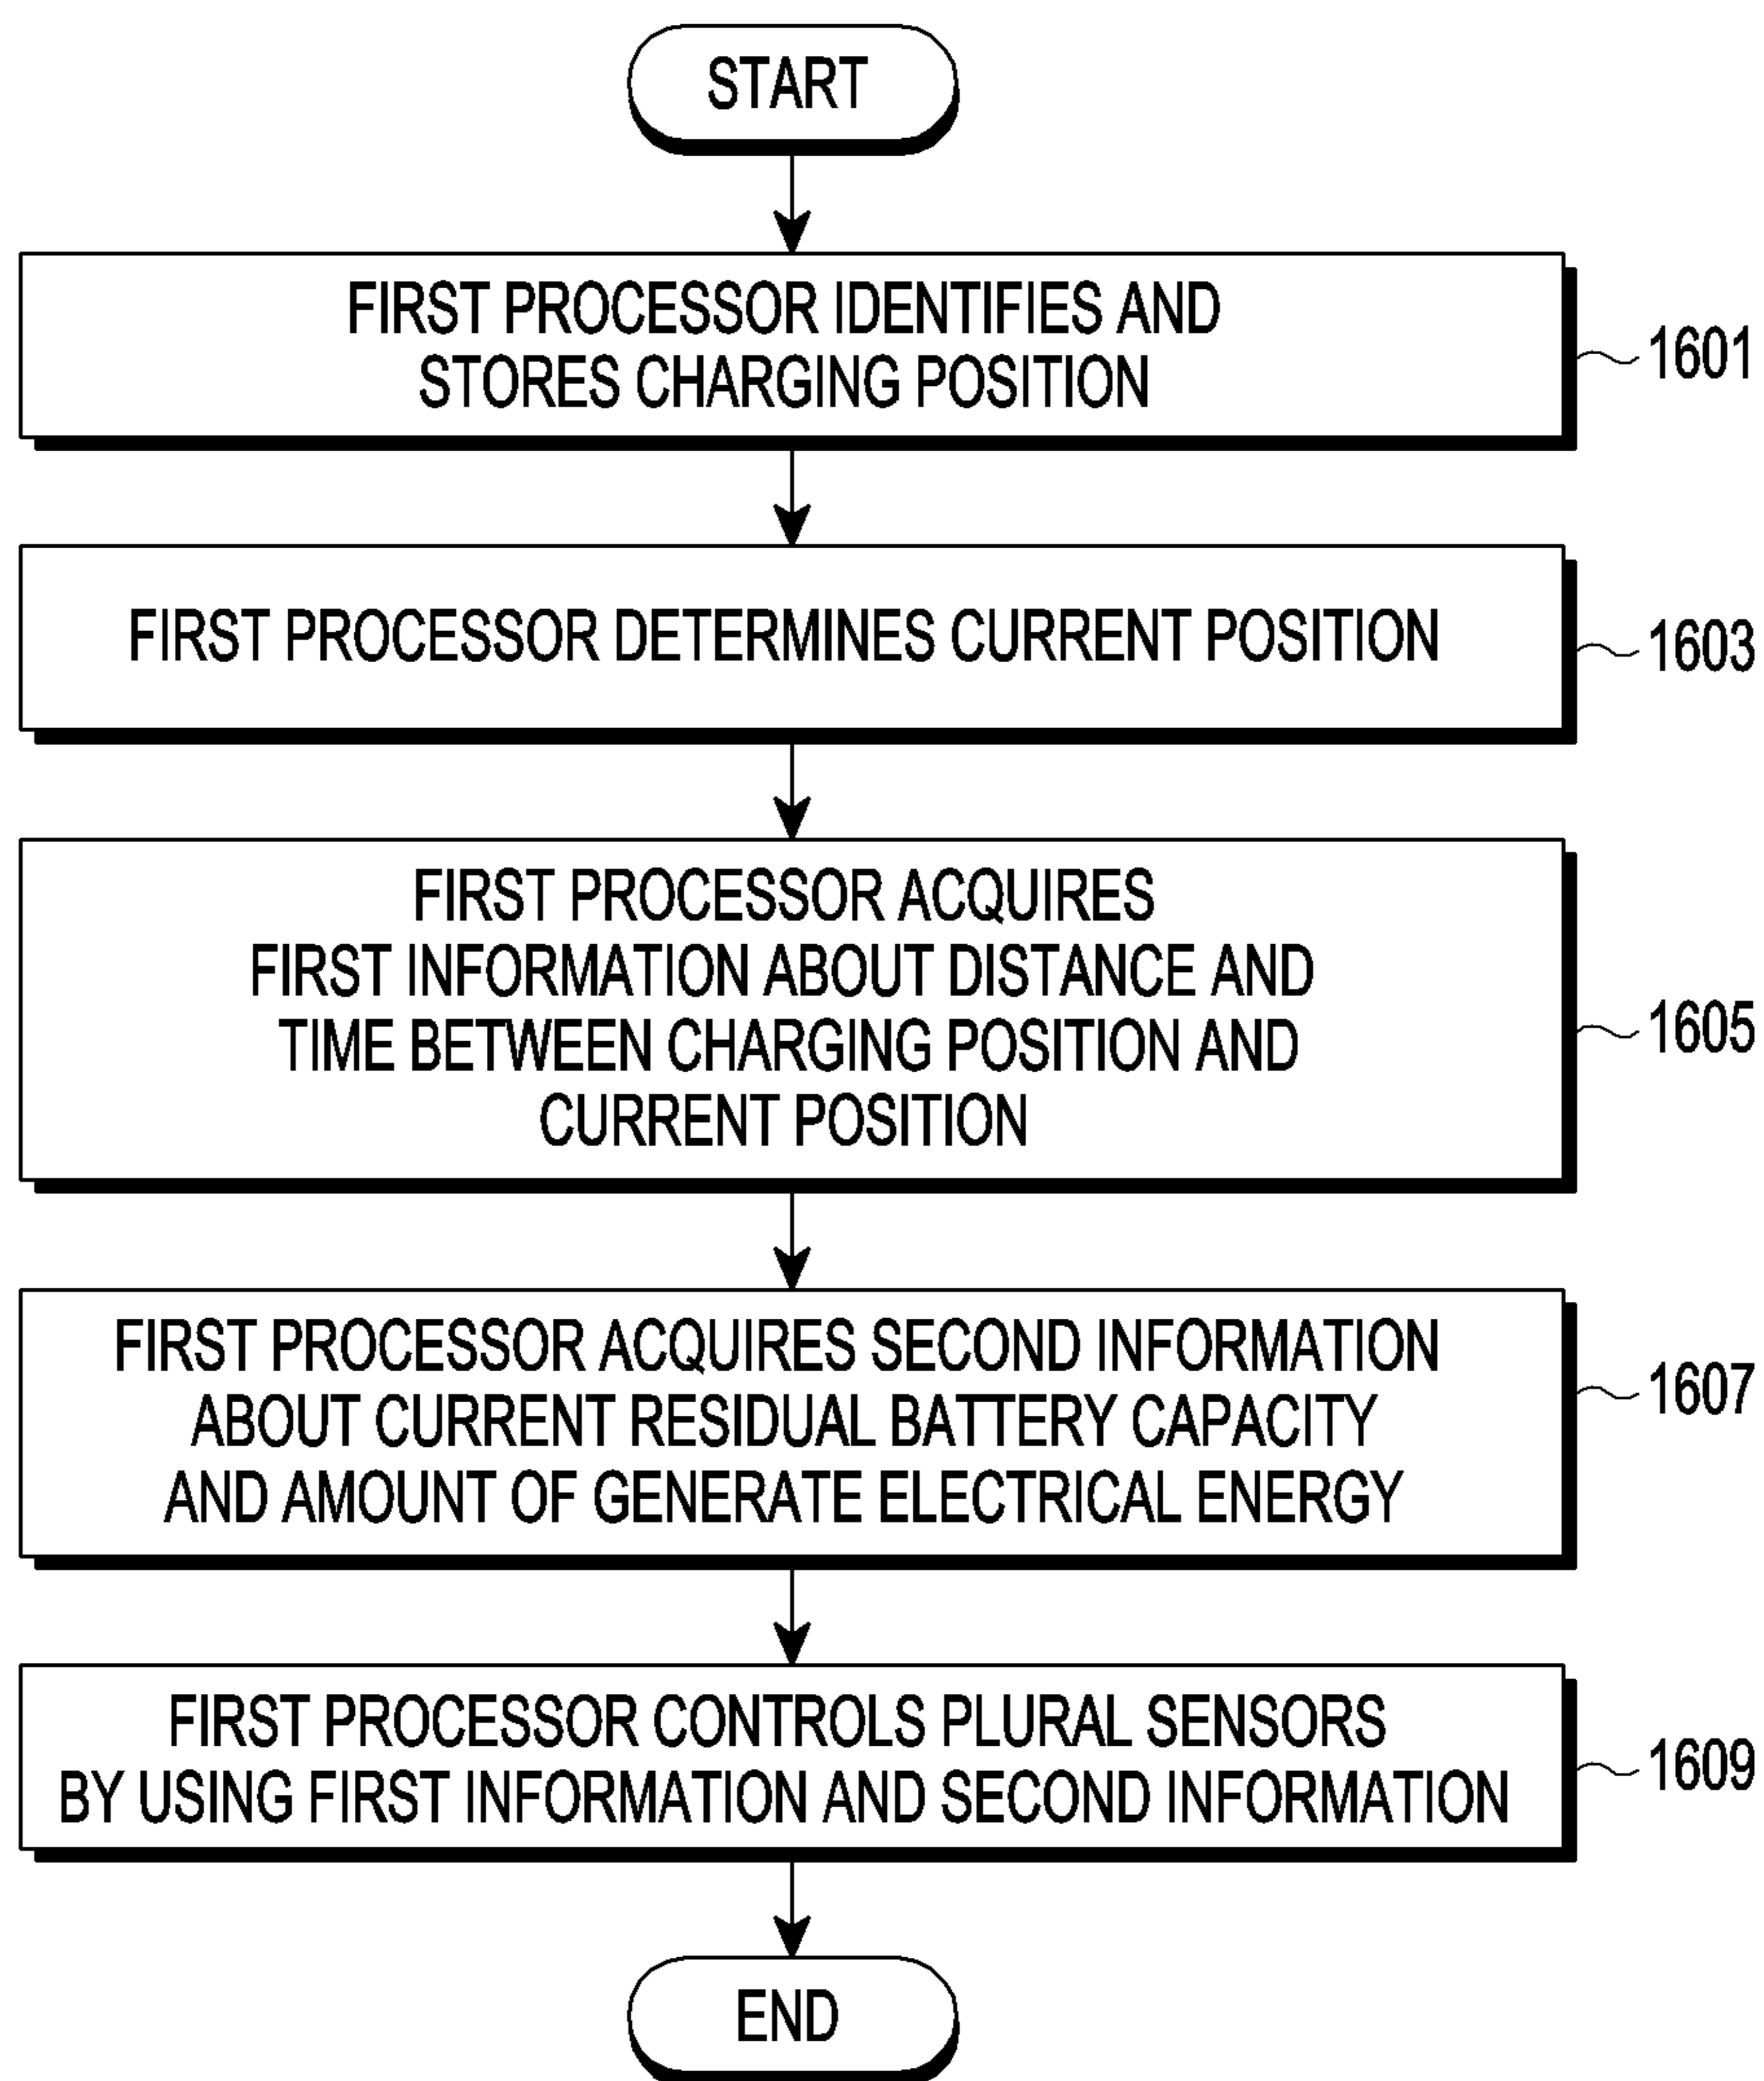 START
FIRST PROCESSOR IDENTIFIES AND
STORES CHARGING POSITION
1601
FIRST PROCESSOR DETERMINES CURRENT POSITION
1603
FIRST PROCESSOR ACQUIRES
FIRST INFORMATION ABOUT DISTANCE AND
TIME BETWEEN CHARGING POSITION AND
CURRENT POSITION
1605
FIRST PROCESSOR ACQUIRES SECOND INFORMATION
ABOUT CURRENT RESIDUAL BATTERY CAPACITY
AND AMOUNT OF GENERATE ELECTRICAL ENERGY
1607
FIRST PROCESSOR CONTROLS PLURAL SENSORS
BY USING FIRST INFORMATION AND SECOND INFORMATION
1609
END